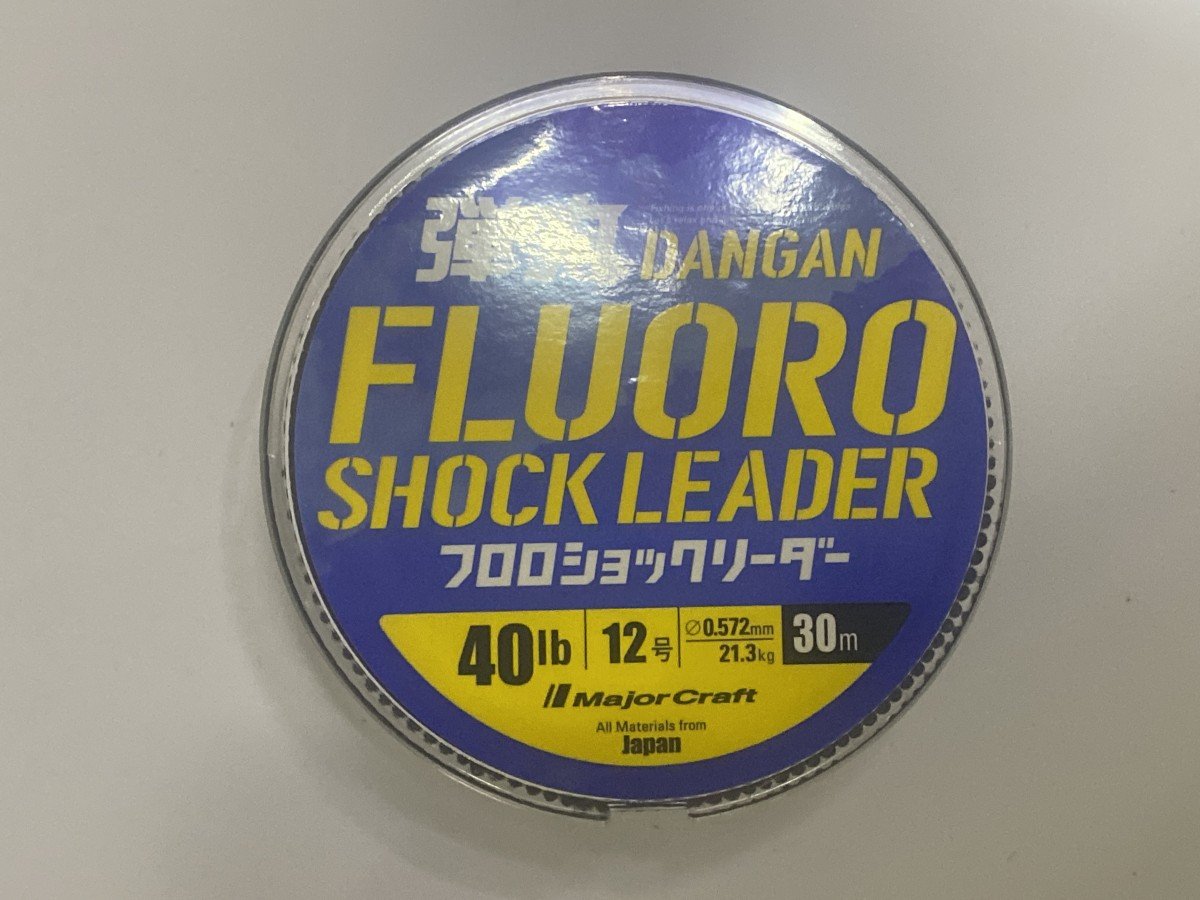 弾丸 DANGAN
FLUORO
SHOCK LEADER
フロロショックリーダー
40lb 12号 ∅0.572mm 21.3kg 30m
Major Craft
All Materials from
Japan